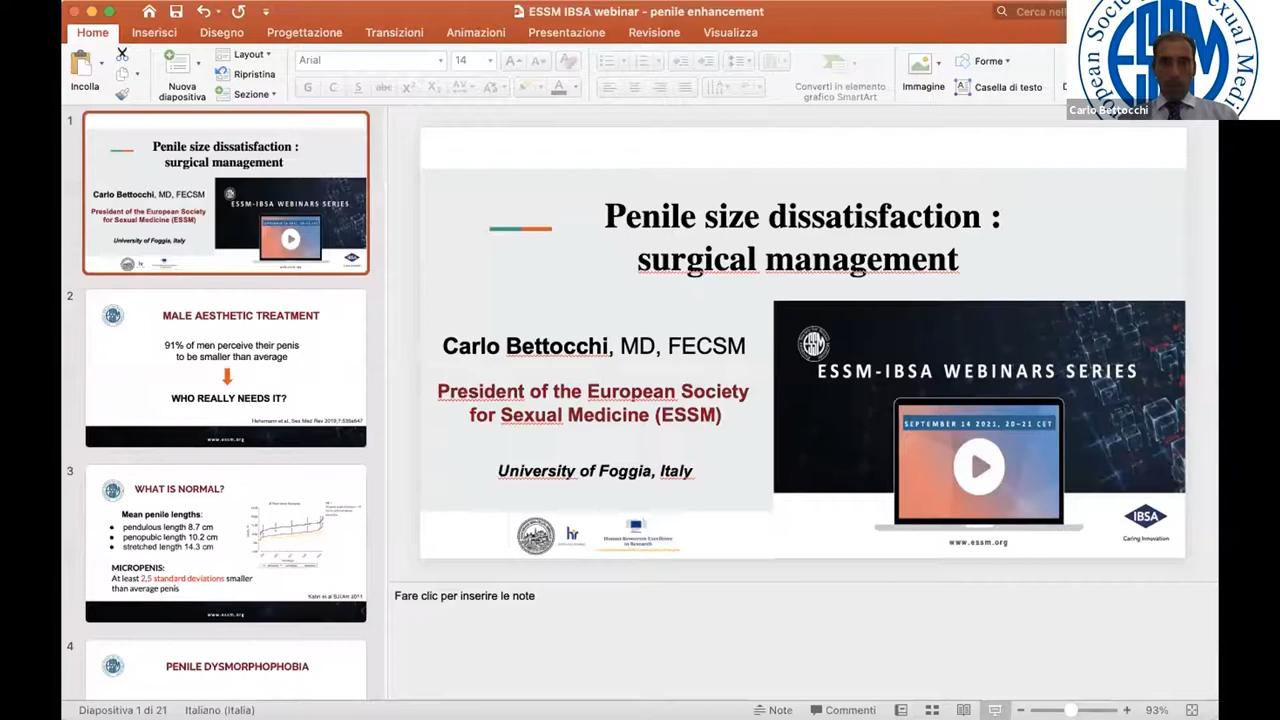 ESSM IBSA webinar - penile enhancement
Cerca nell
Home
Inserisci
Disegno
Progettazione
Transizioni
Animazioni
Presentazione
Revisione
Visualizza
Incolla
Nuova
diapositiva
Layout
Ripristina
Sezione
Arial
14
Converti in elemento
grafico SmartArt
Immagine
Forme
Casella di testo
ESSM
Carlo Bettocchi
1
Penile size dissatisfaction :
surgical management
Carlo Bettocchi, MD, FECSM
President of the European Society
for Sexual Medicine (ESSM)
University of Foggia, Italy
ESSM-IBSA WEBINARS SERIES
2
MALE AESTHETIC TREATMENT
91% of men perceive their penis
to be smaller than average
WHO REALLY NEEDS IT?
www.essm.org
3
WHAT IS NORMAL?
Mean penile lengths:
pendulous length 8.7 cm
penopubic length 10.2 cm
stretched length 14.3 cm
MICROPENIS:
At least 2,5 standard deviations smaller
than average penis
www.essm.org
4
PENILE DYSMORPHOPHOBIA
Penile size dissatisfaction :
surgical management
Carlo Bettocchi, MD, FECSM
President of the European Society
for Sexual Medicine (ESSM)
University of Foggia, Italy
hr
Human Resources Excellence
in Research
ESSM
ESSM-IBSA WEBINARS SERIES
SEPTEMBER 14 2021, 20-21 CET
www.essm.org
IBSA
Caring Innovation
Fare clic per inserire le note
Diapositiva 1 di 21
Italiano (Italia)
Note
Commenti
93%